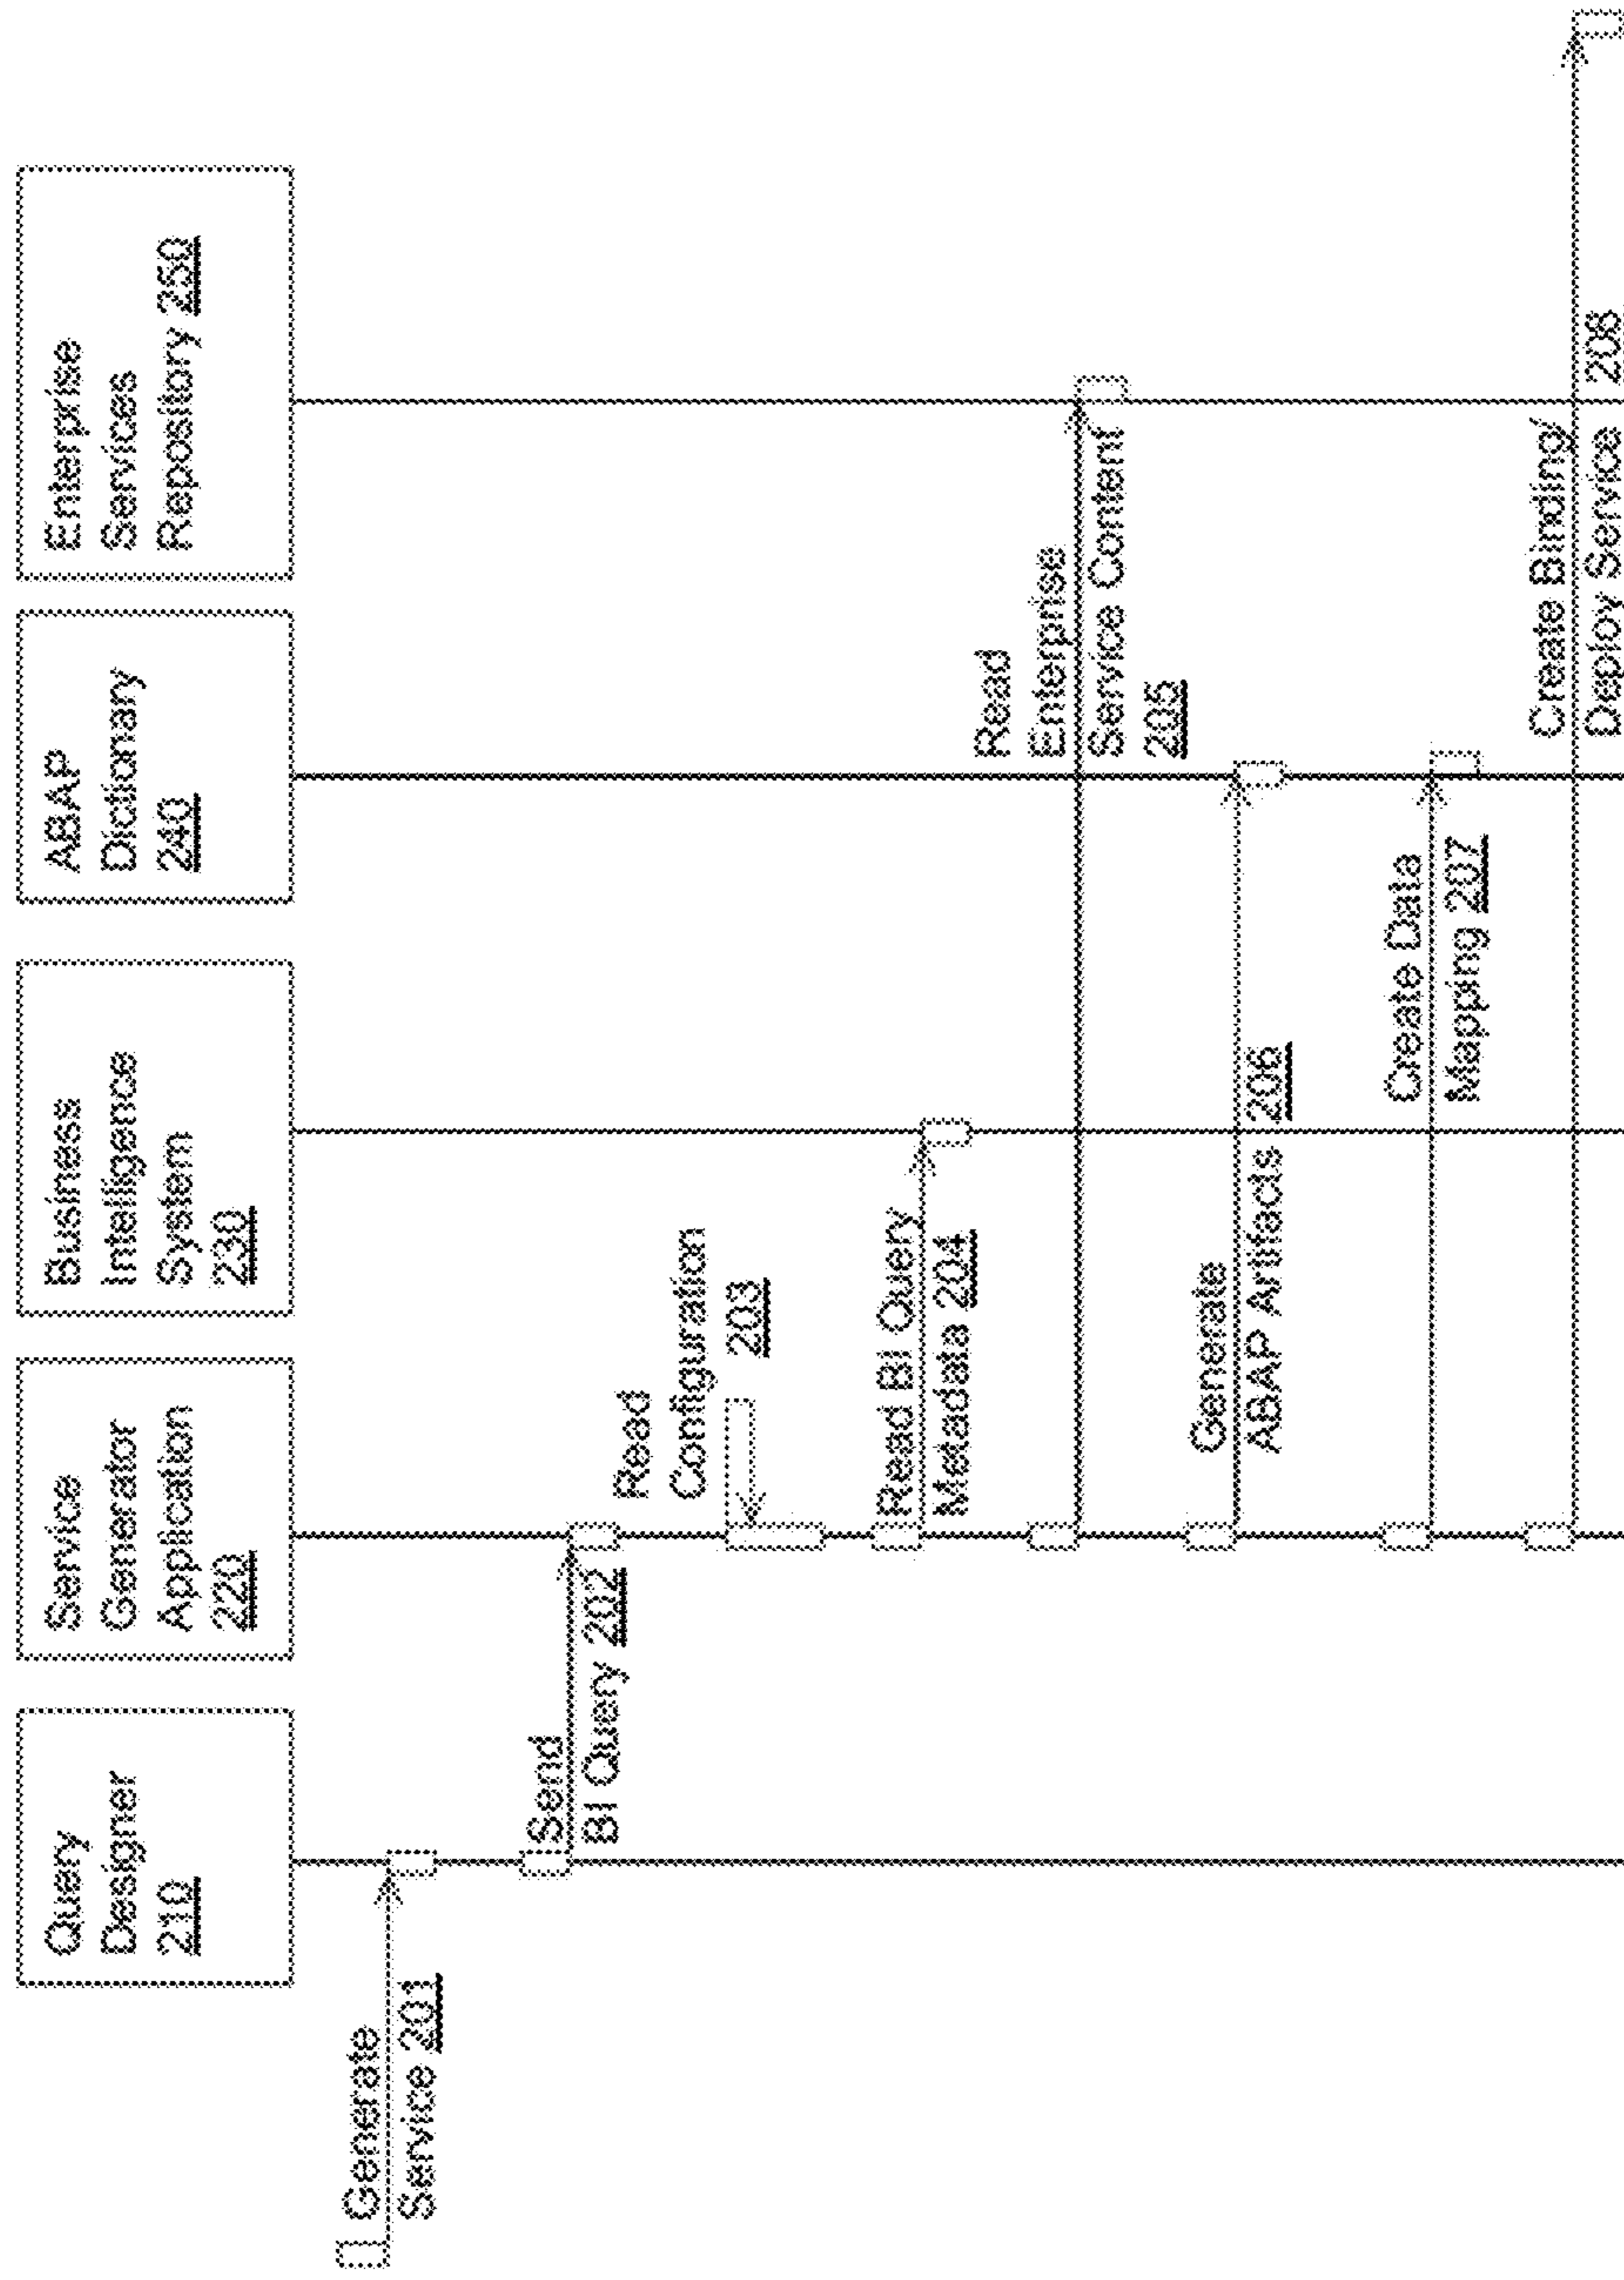 Query
Designer
210
Service
Generator
Application
220
Business
Intelligence
System
230
ABAP
Dictionary
240
Enterprise
Services
Repository 250
Generate
Service 201
Send
BI Query 202
Read
Configuration
203
Read BI Query
Metadata 204
Read
Enterprise
Service Content
205
Generate
ABAP Artifacts 206
Create Data
Mapping 207
Create Binding/
Deploy Service 208